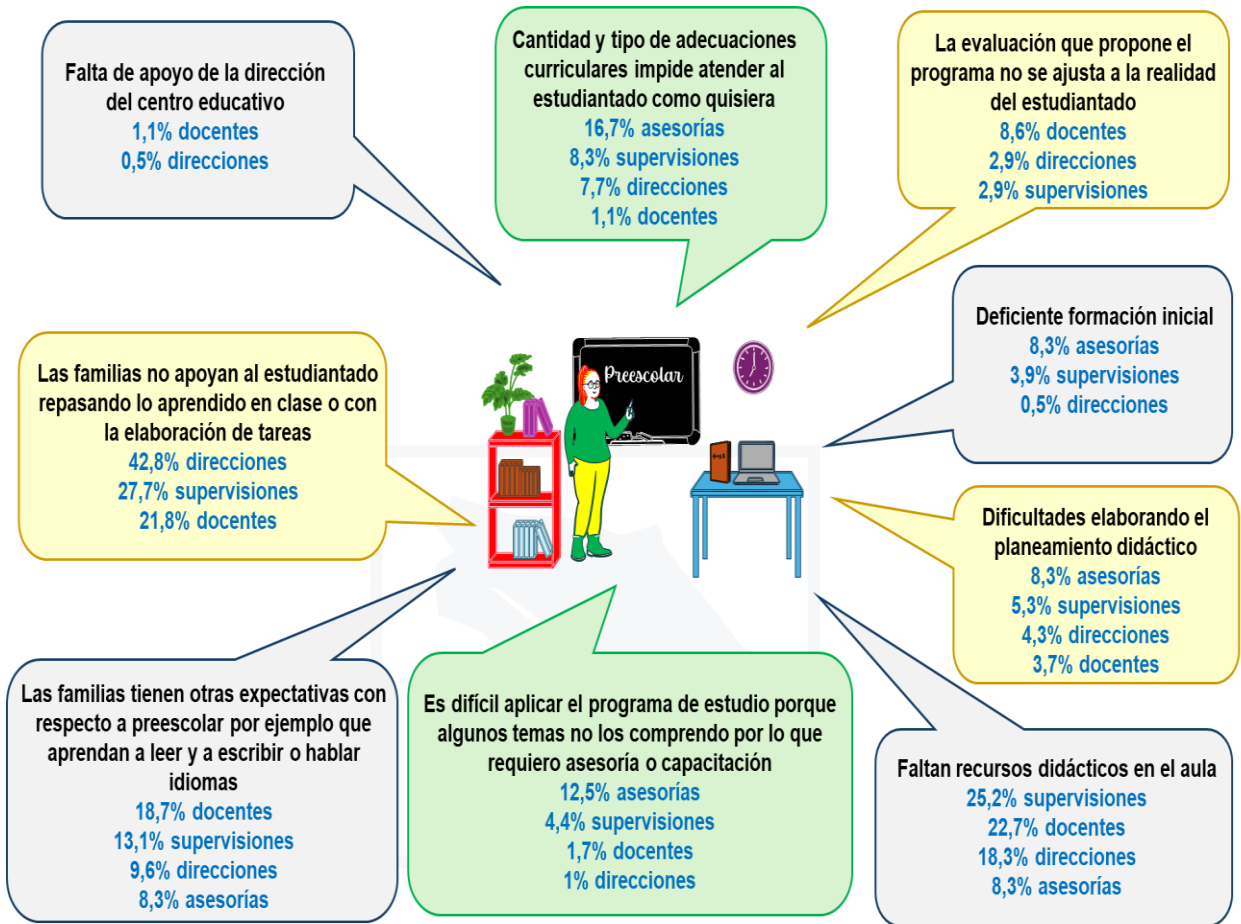 Falta de apoyo de la dirección
del centro educativo
1,1% docentes
0,5% direcciones
Cantidad y tipo de adecuaciones
curriculares impide atender al
estudiantado como quisiera
16,7% asesorías
8,3% supervisiones
7,7% direcciones
1,1% docentes
La evaluación que propone el
programa no se ajusta a la realidad
del estudiantado
8,6% docentes
2,9% direcciones
2,9% supervisiones
Las familias no apoyan al estudiantado
repasando lo aprendido en clase o con
la elaboración de tareas
42,8% direcciones
27,7% supervisiones
21,8% docentes
Preescolar
Deficiente formación inicial
8,3% asesorías
3,9% supervisiones
0,5% direcciones
Dificultades elaborando el
planeamiento didáctico
8,3% asesorías
5,3% supervisiones
4,3% direcciones
3,7% docentes
Las familias tienen otras expectativas con
respecto a preescolar por ejemplo que
aprendan a leer y a escribir o hablar
idiomas
18,7% docentes
13,1% supervisiones
9,6% direcciones
8,3% asesorías
Es difícil aplicar el programa de estudio porque
algunos temas no los comprendo por lo que
requiero asesoría o capacitación
12,5% asesorías
4,4% supervisiones
1,7% docentes
1% direcciones
Faltan recursos didácticos en el aula
25,2% supervisiones
22,7% docentes
18,3% direcciones
8,3% asesorías